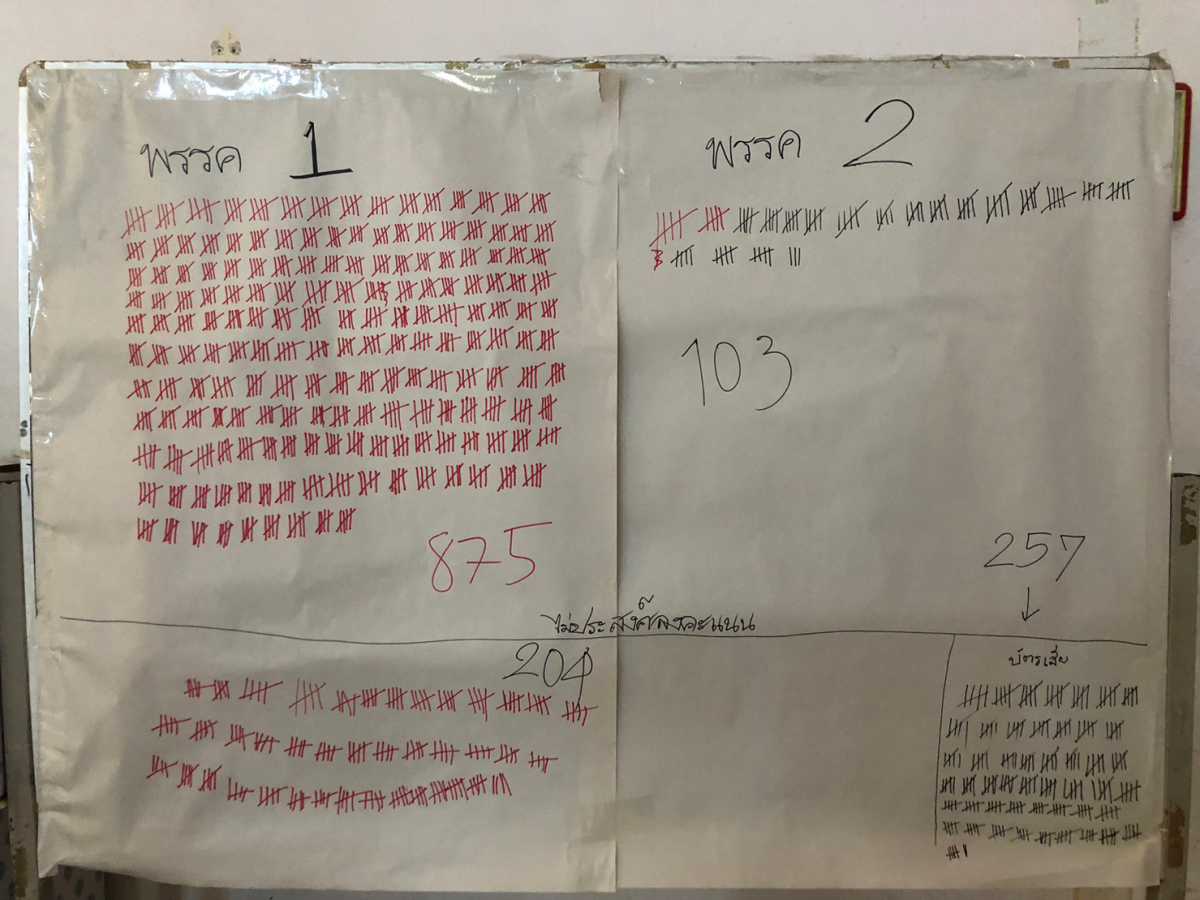 พรรค 1
พรรค 2
103
875
257
ไม่ประสงค์ลงคะแนน
204
บัตรเสีย